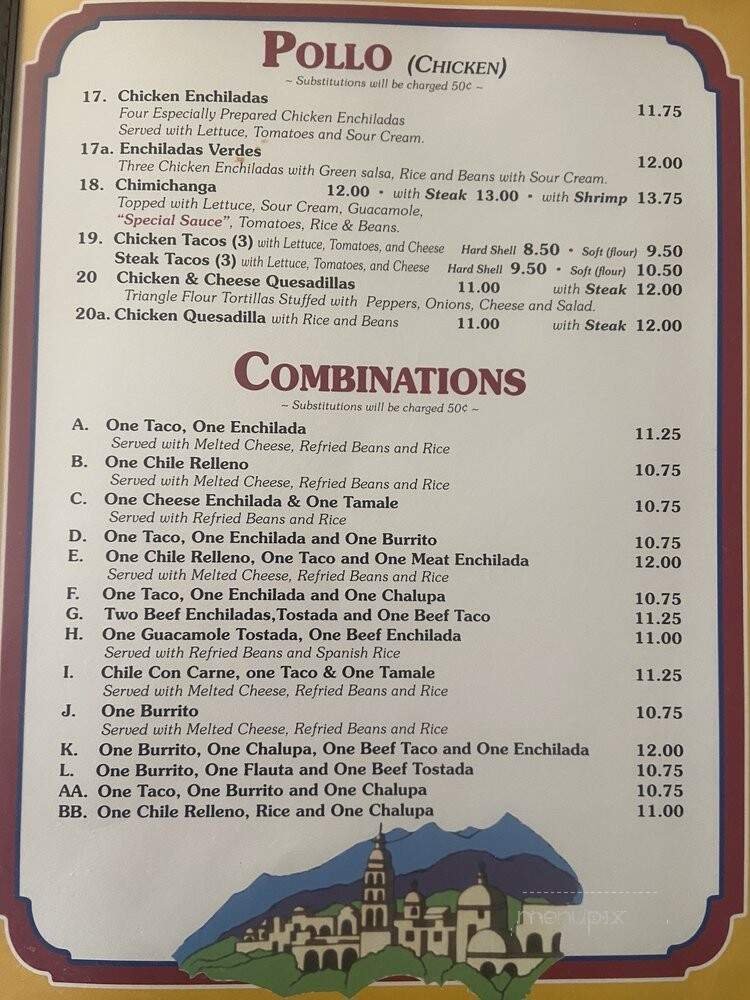 POLLO (CHICKEN)
~ Substitutions will be charged 50¢ ~
17. Chicken Enchiladas 11.75
Four Especially Prepared Chicken Enchiladas
Served with Lettuce, Tomatoes and Sour Cream.
17a. Enchiladas Verdes 12.00
Three Chicken Enchiladas with Green salsa, Rice and Beans with Sour Cream.
18. Chimichanga 12.00 • with Steak 13.00 • with Shrimp 13.75
Topped with Lettuce, Sour Cream, Guacamole,
"Special Sauce", Tomatoes, Rice & Beans.
19. Chicken Tacos (3) with Lettuce, Tomatoes, and Cheese Hard Shell 8.50 • Soft (flour) 9.50
Steak Tacos (3) with Lettuce, Tomatoes, and Cheese Hard Shell 9.50 • Soft (flour) 10.50
20 Chicken & Cheese Quesadillas 11.00 with Steak 12.00
Triangle Flour Tortillas Stuffed with Peppers, Onions, Cheese and Salad.
20a. Chicken Quesadilla with Rice and Beans 11.00 with Steak 12.00
COMBINATIONS
~ Substitutions will be charged 50¢ ~
A. One Taco, One Enchilada 11.25
Served with Melted Cheese, Refried Beans and Rice
B. One Chile Relleno 10.75
Served with Melted Cheese, Refried Beans and Rice
C. One Cheese Enchilada & One Tamale 10.75
Served with Refried Beans and Rice
D. One Taco, One Enchilada and One Burrito 10.75
E. One Chile Relleno, One Taco and One Meat Enchilada 12.00
Served with Melted Cheese, Refried Beans and Rice
F. One Taco, One Enchilada and One Chalupa 10.75
G. Two Beef Enchiladas,Tostada and One Beef Taco 11.25
H. One Guacamole Tostada, One Beef Enchilada 11.00
Served with Refried Beans and Spanish Rice
I. Chile Con Carne, one Taco & One Tamale 11.25
Served with Melted Cheese, Refried Beans and Rice
J. One Burrito 10.75
Served with Melted Cheese, Refried Beans and Rice
K. One Burrito, One Chalupa, One Beef Taco and One Enchilada 12.00
L. One Burrito, One Flauta and One Beef Tostada 10.75
AA. One Taco, One Burrito and One Chalupa 10.75
BB. One Chile Relleno, Rice and One Chalupa 11.00
menupix